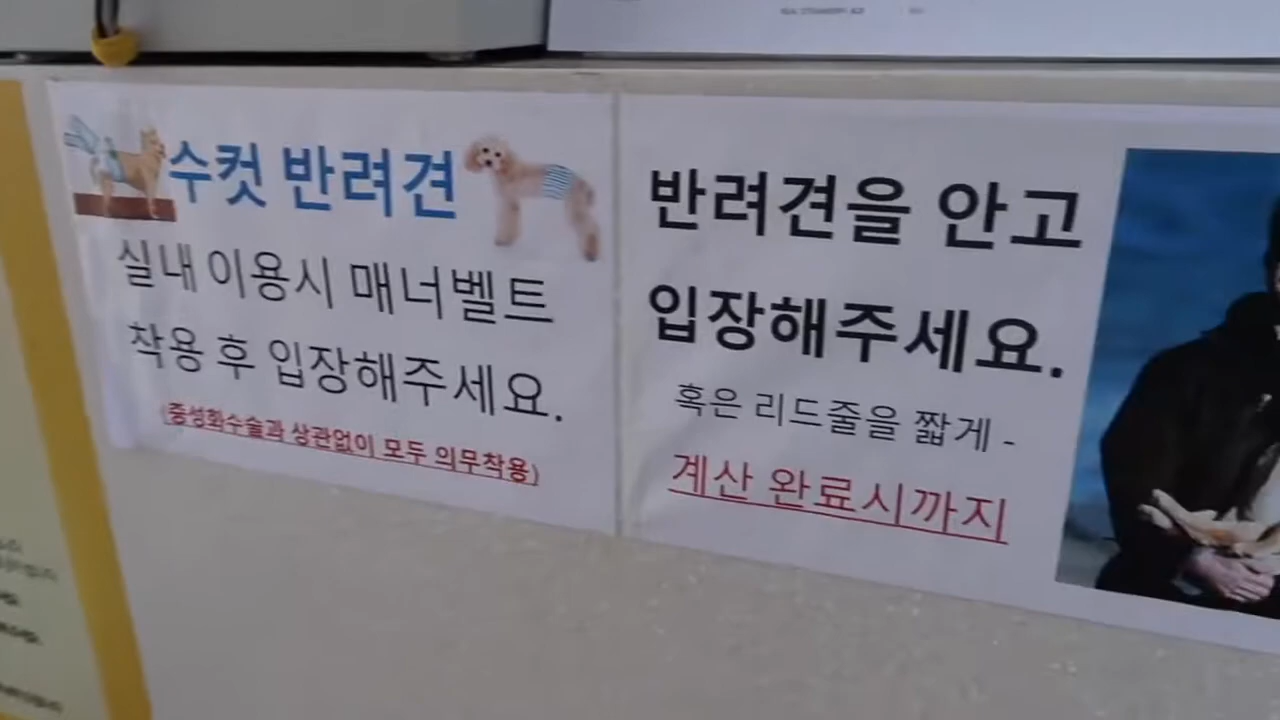 수컷 반려견
실내 이용시 매너벨트
착용 후 입장해주세요.
(중성화수술과 상관없이 모두 의무착용)
반려견을 안고
입장해주세요.
혹은 리드줄을 짧게 -
계산 완료시까지